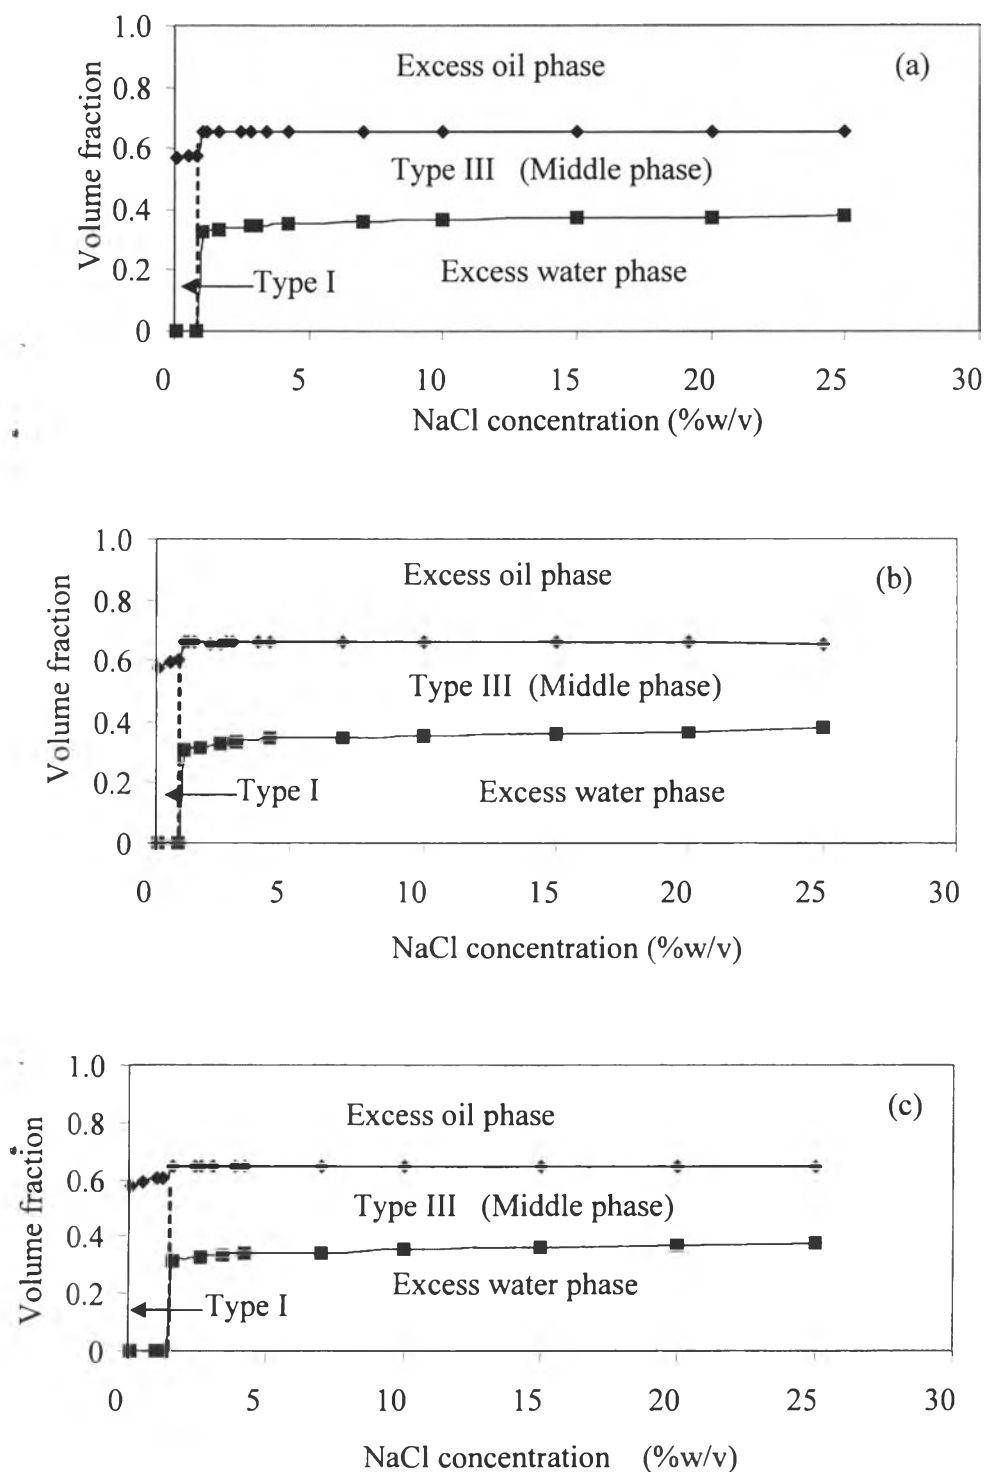 1.0
Excess oil phase
(a)
0.8
Volume fraction
0.6
Type III (Middle phase)
0.4
Excess water phase
0.2
Type I
0
0 5 10 15 20 25 30
NaCl concentration (%w/v)
1.0
Excess oil phase
(b)
0.8
Volume fraction
0.6
Type III (Middle phase)
0.4
Type I
Excess water phase
0.2
0
0 5 10 15 20 25 30
NaCl concentration (%w/v)
1.0
Excess oil phase
(c)
0.8
Volume fraction
0.6
Type III (Middle phase)
0.4
Excess water phase
0.2
Type I
0
0 5 10 15 20 25 30
NaCl concentration (%w/v)